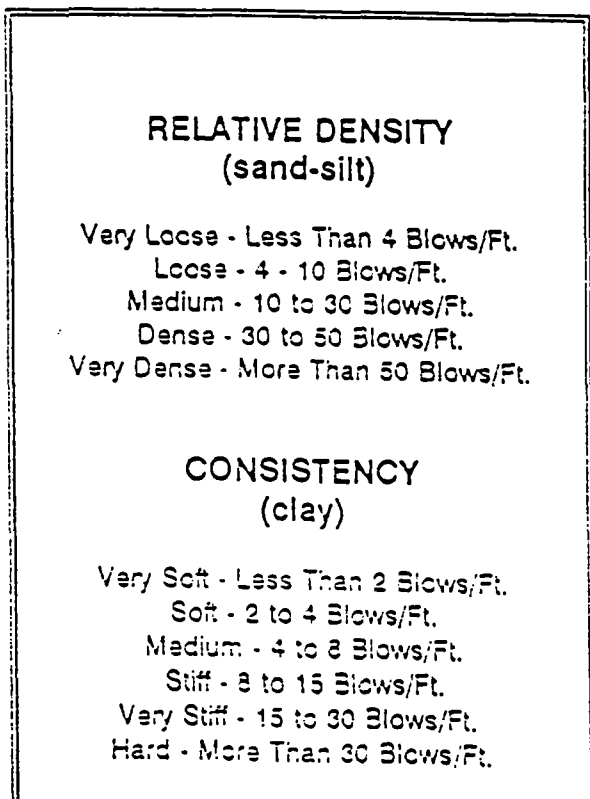 RELATIVE DENSITY
(sand-silt)
Very Loose - Less Than 4 Blows/Ft.
Loose - 4 - 10 Blows/Ft.
Medium - 10 to 30 Blows/Ft.
Dense - 30 to 50 Blows/Ft.
Very Dense - More Than 50 Blows/Ft.
CONSISTENCY
(clay)
Very Soft - Less Than 2 Blows/Ft.
Soft - 2 to 4 Blows/Ft.
Medium - 4 to 8 Blows/Ft.
Stiff - 8 to 15 Blows/Ft.
Very Stiff - 15 to 30 Blows/Ft.
Hard - More Than 30 Blows/Ft.